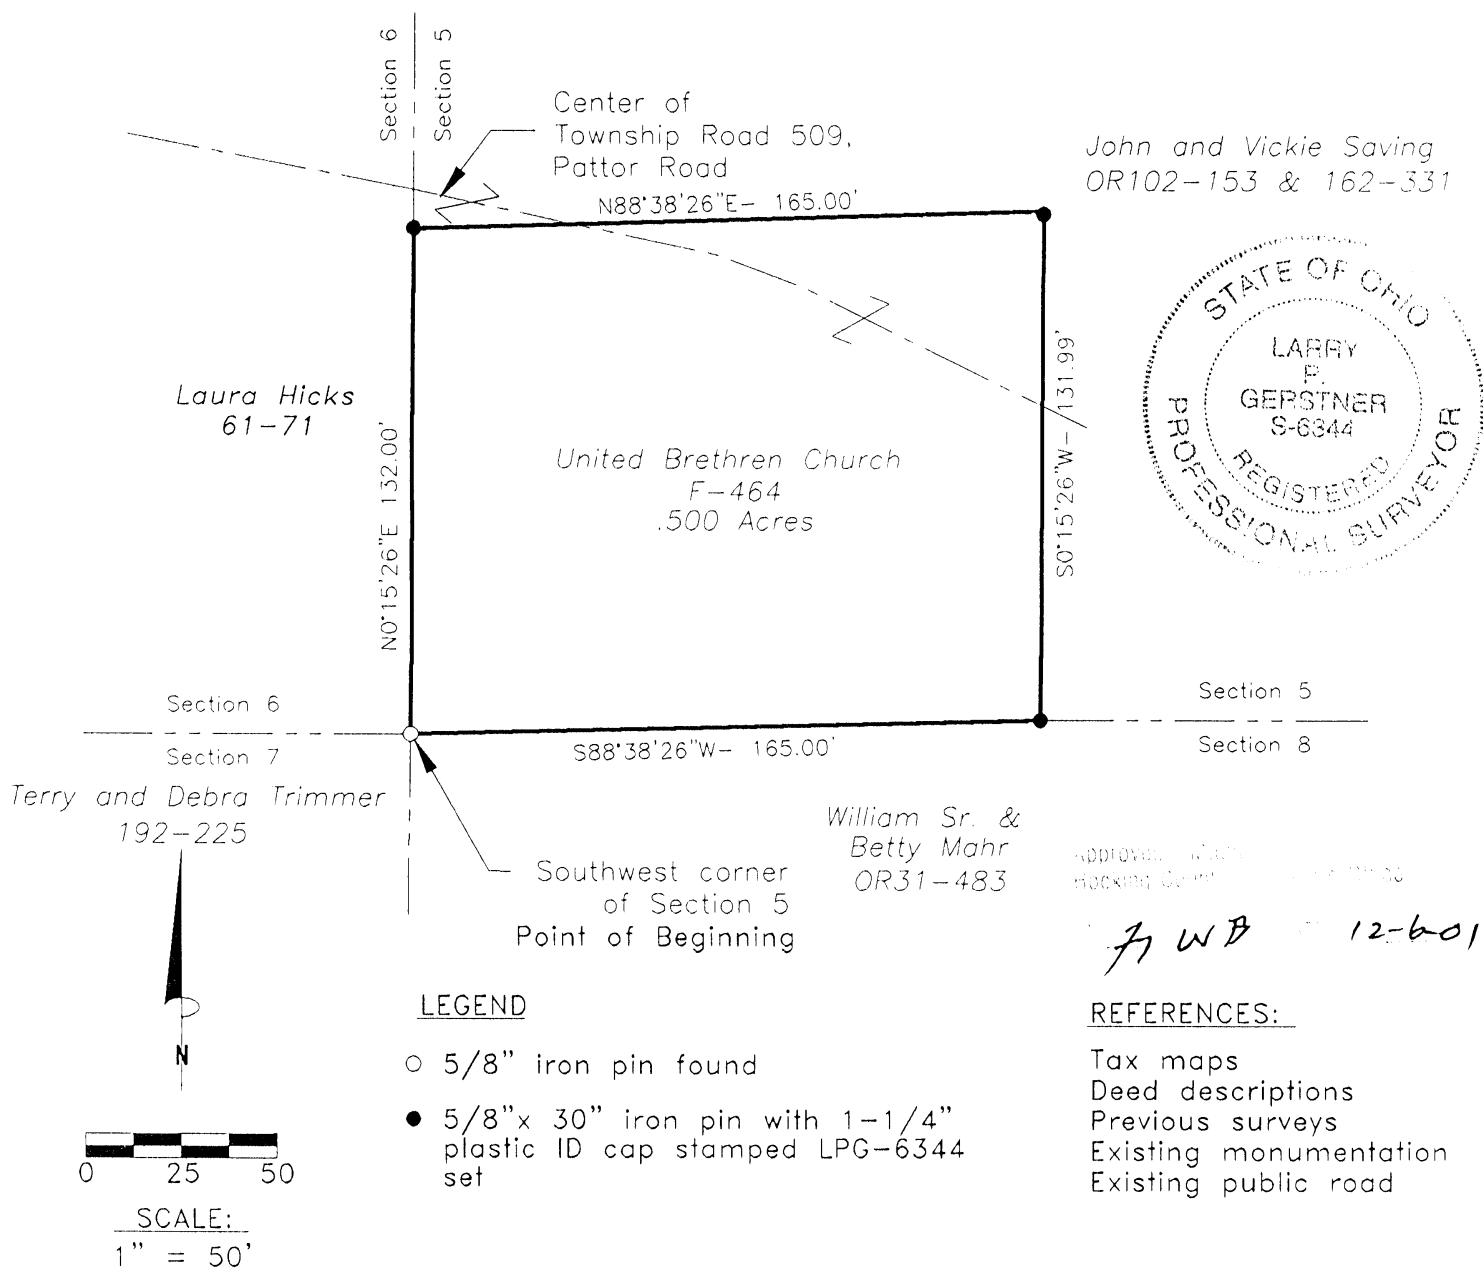 Section 6
Section 5
Center of
Township Road 509,
Pattor Road
N88°38'26"E- 165.00'
John and Vickie Saving
OR102-153 & 162-331
STATE OF OHIO
LARRY
P.
GERSTNER
S-6344
REGISTERED
PROFESSIONAL SURVEYOR
Laura Hicks
61-71
N0°15'26"E 132.00'
United Brethren Church
F-464
.500 Acres
S0°15'26"W- 131.99'
Section 6
Section 7
Section 5
Section 8
S88°38'26"W- 165.00'
Terry and Debra Trimmer
192-225
William Sr. &
Betty Mahr
OR31-483
Southwest corner
of Section 5
Point of Beginning
Approved
Hocking
12-6-01
N
LEGEND
○ 5/8" iron pin found
● 5/8"x 30" iron pin with 1-1/4"
plastic ID cap stamped LPG-6344
set
REFERENCES:
Tax maps
Deed descriptions
Previous surveys
Existing monumentation
Existing public road
0 25 50
SCALE:
1" = 50'